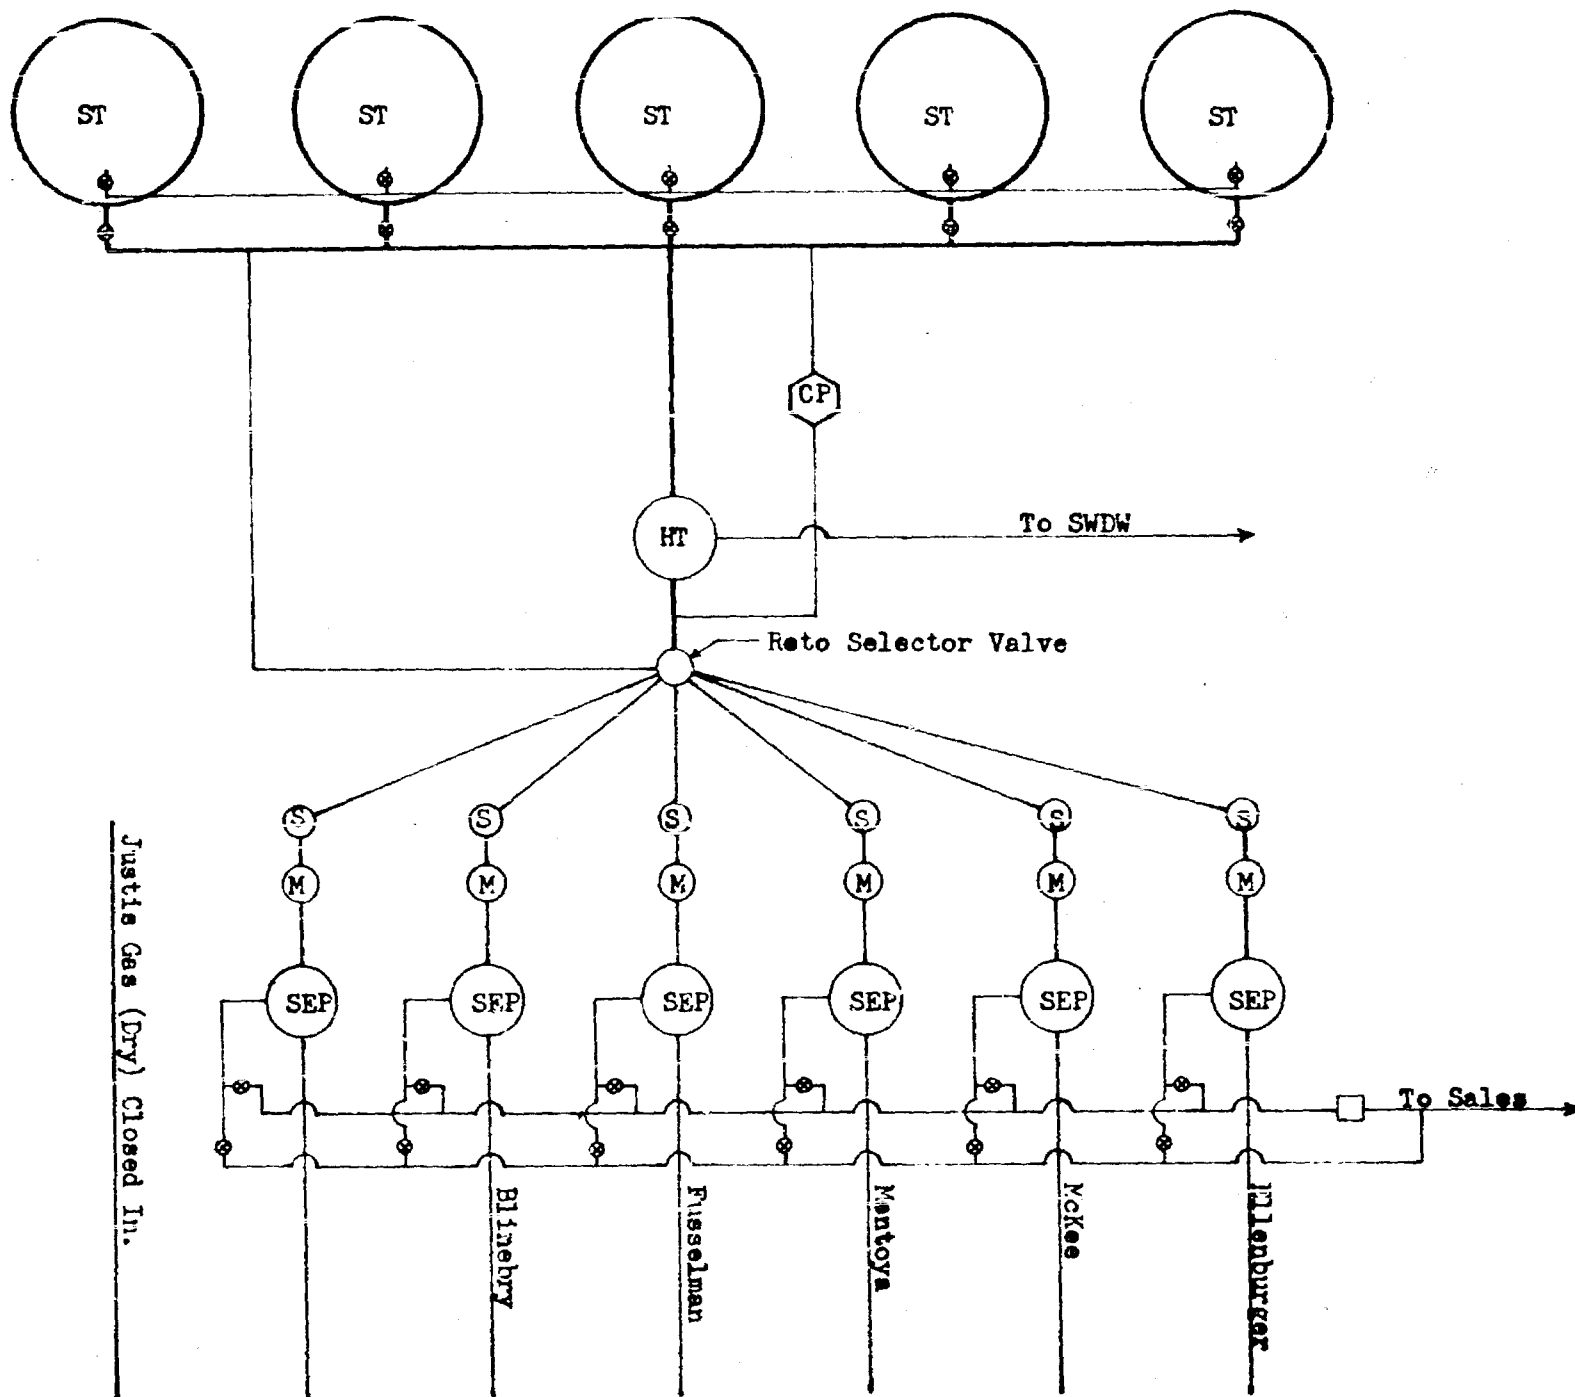 ST ST ST ST ST
CP
HT
To SWDW
Roto Selector Valve
S S S S S S
M M M M M M
SEP SEP SEP SEP SEP SEP
To Sales
Justis Gas (Dry) Closed In.
Blinebry
Fusselman
Montoya
McKee
Ellenburger